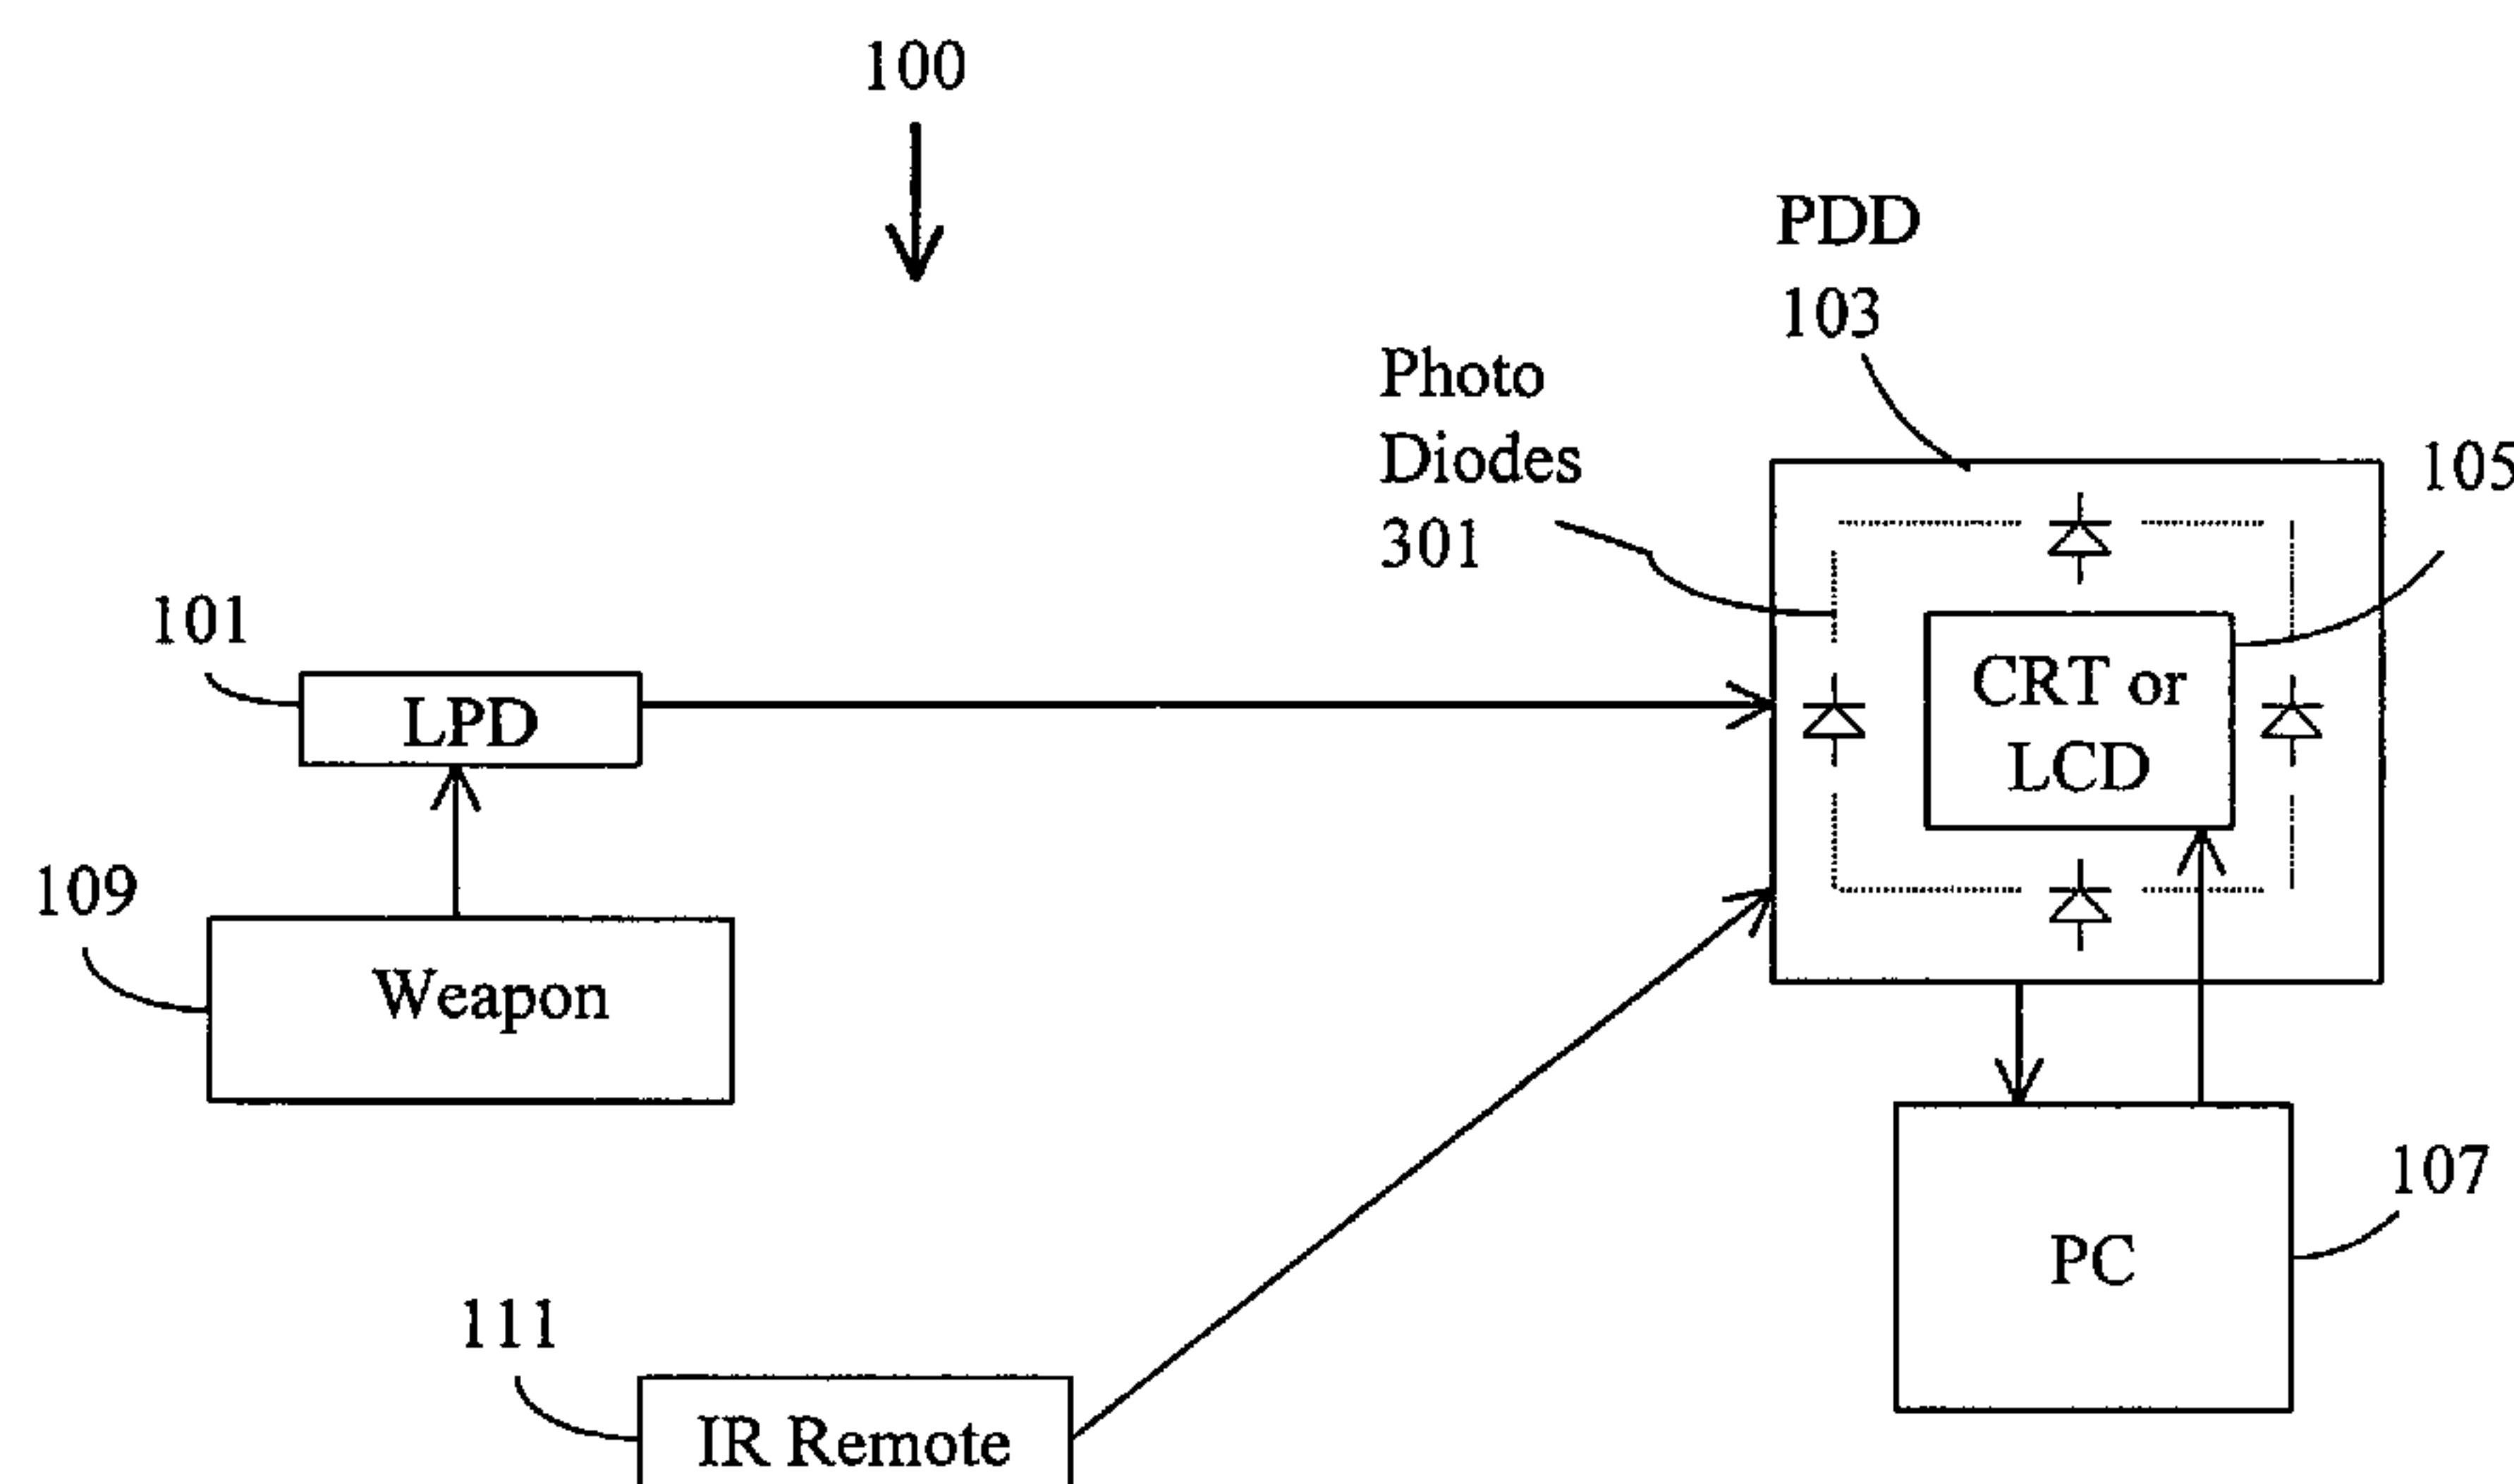 100
PDD
103
Photo
Diodes
301
105
101
LPD
CRT or
LCD
109
Weapon
107
PC
111
IR Remote